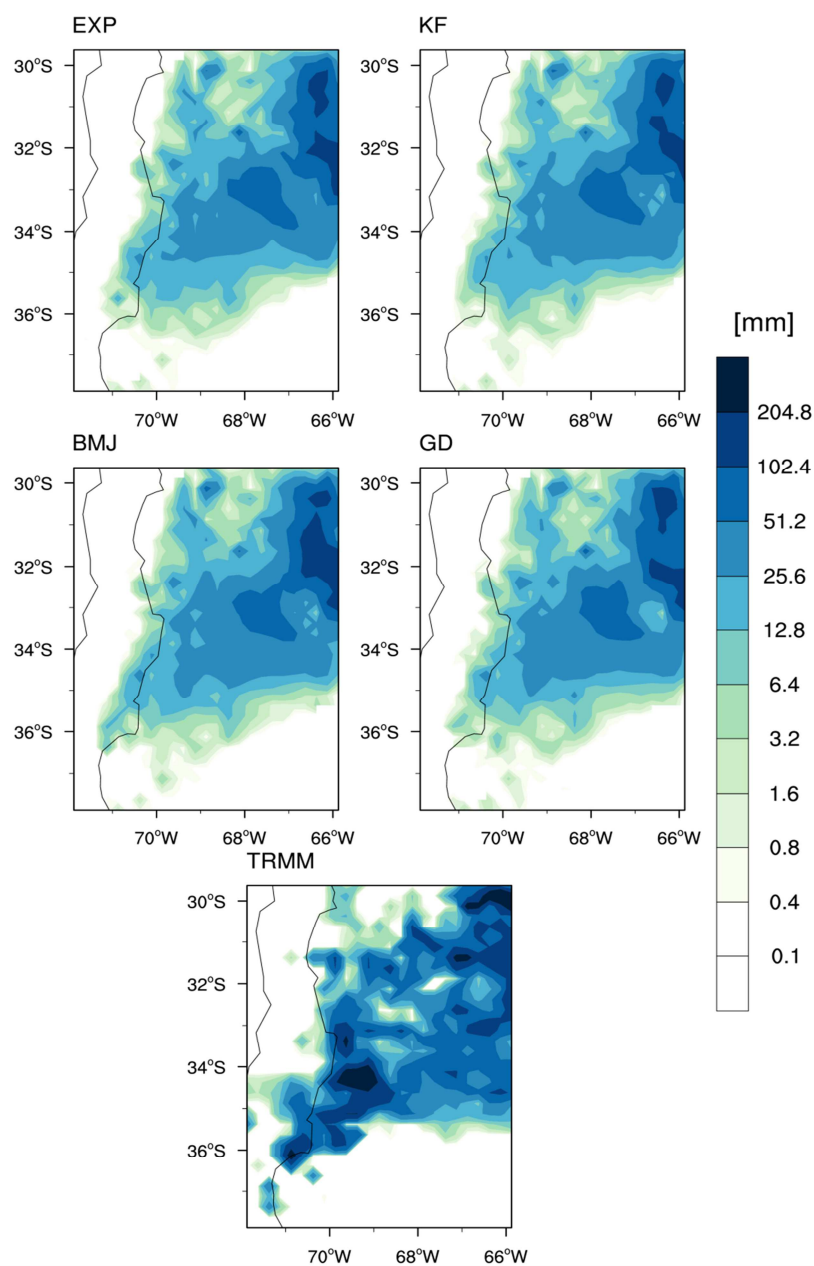 EXP KF
30°S 30°S
32°S 32°S
34°S 34°S
36°S 36°S
70°W 68°W 66°W 70°W 68°W 66°W
BMJ GD
30°S 30°S
32°S 32°S
34°S 34°S
36°S 36°S
70°W 68°W 66°W 70°W 68°W 66°W
TRMM
30°S
32°S
34°S
36°S
70°W 68°W 66°W
[mm]
204.8
102.4
51.2
25.6
12.8
6.4
3.2
1.6
0.8
0.4
0.1